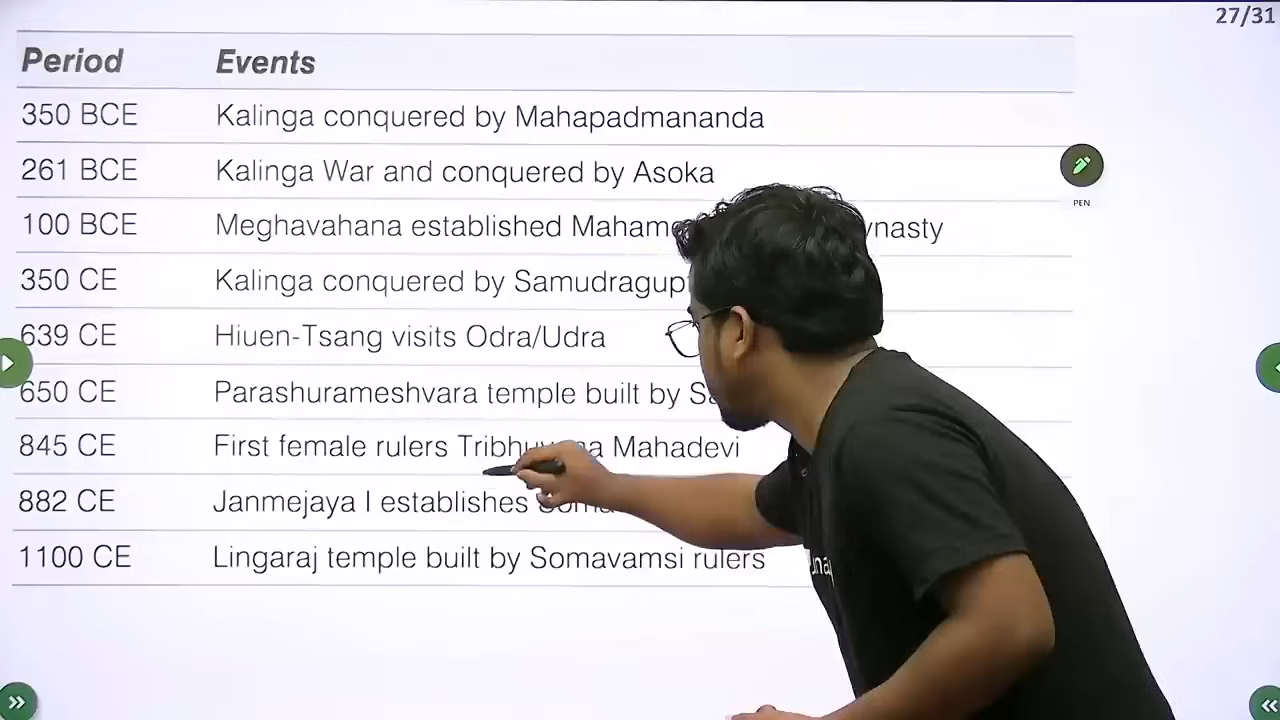 27/31
Period Events
350 BCE Kalinga conquered by Mahapadmananda
261 BCE Kalinga War and conquered by Asoka
PEN
100 BCE Meghavahana established
350 CE Kalinga conquered by
639 CE Hiuen-Tsang visits Odra/Udra
650 CE Parashurameshvara temple built by
845 CE First female rulers Mahadevi
882 CE Janmejaya I establishes
1100 CE Lingaraj temple built by Somavamsi rulers